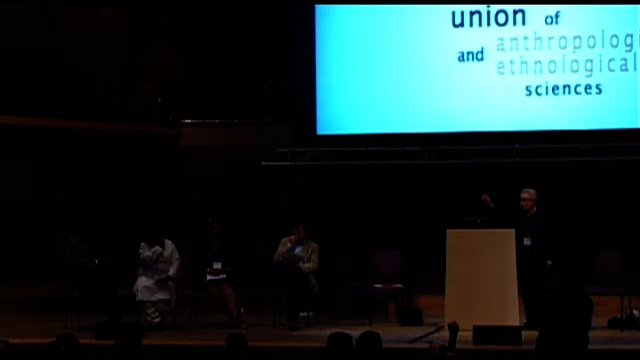 union of
and anthropologi
ethnological
sciences